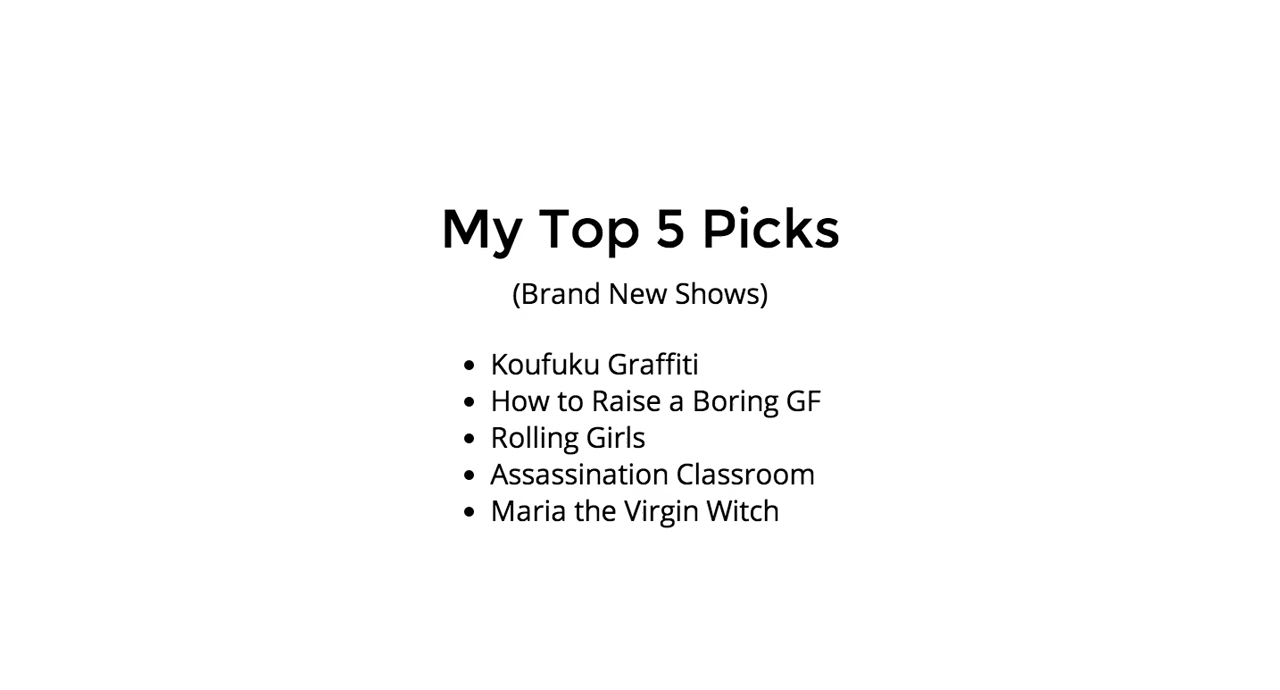 My Top 5 Picks
(Brand New Shows)
• Koufuku Graffiti
• How to Raise a Boring GF
• Rolling Girls
• Assassination Classroom
• Maria the Virgin Witch